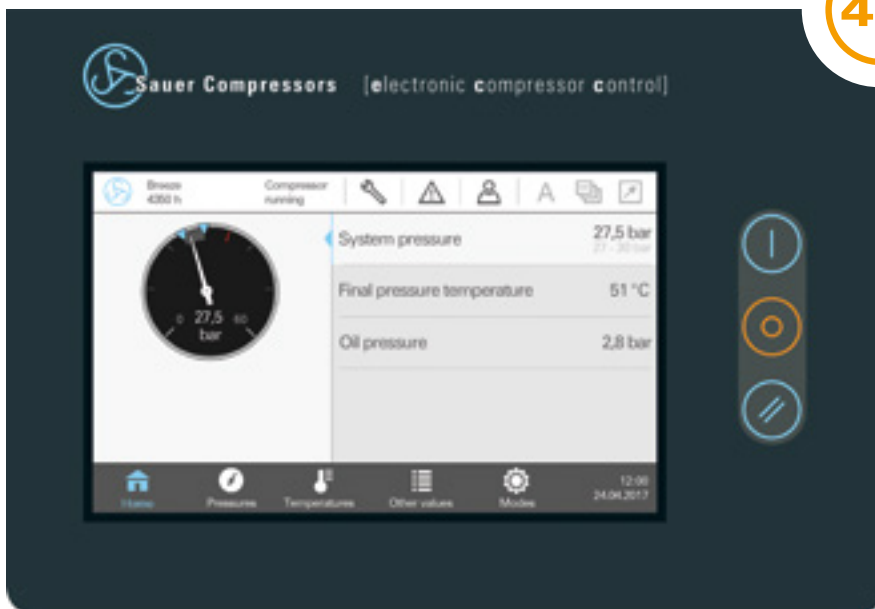 4
Sauer Compressors [electronic compressor control]
Breeze
4350 h
Compressor
running
A
System pressure 27,5 bar
27 - 30 bar
Final pressure temperature 51 °C
Oil pressure 2,8 bar
0 27,5 60
bar
Home Pressures Temperatures Other values Modes
12:00
24.04.2017